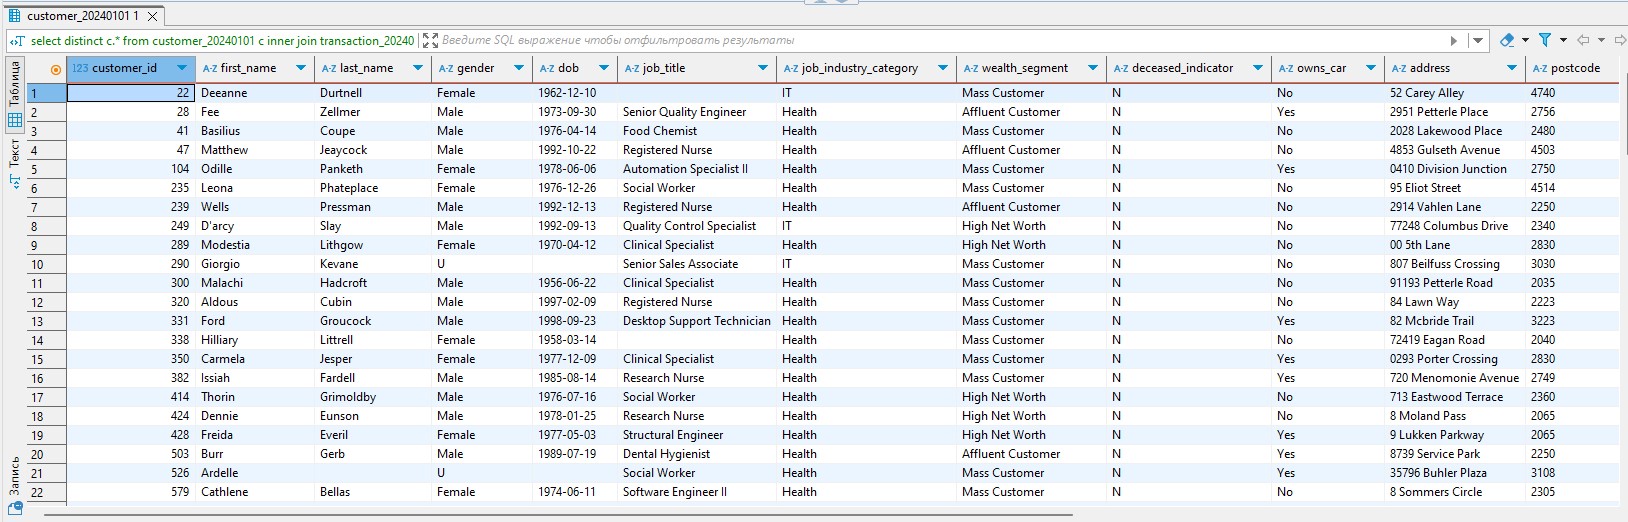 customer_20240101 1
select distinct c.* from customer_20240101 c inner join transaction_20240 Введите SQL выражение чтобы отфильтровать результаты
Таблица
Текст
Запись
123 customer_id A-Z first_name A-Z last_name A-Z gender A-Z dob A-Z job_title A-Z job_industry_category A-Z wealth_segment A-Z deceased_indicator A-Z owns_car A-Z address A-Z postcode
1 22 Deeanne Durtnell Female 1962-12-10 IT Mass Customer N No 52 Carey Alley 4740
2 28 Fee Zellmer Male 1973-09-30 Senior Quality Engineer Health Affluent Customer N Yes 2951 Petterle Place 2756
3 41 Basilius Coupe Male 1976-04-14 Food Chemist Health Mass Customer N No 2028 Lakewood Place 2480
4 47 Matthew Jeaycock Male 1992-10-22 Registered Nurse Health Affluent Customer N No 4853 Gulseth Avenue 4503
5 104 Odille Panketh Female 1978-06-06 Automation Specialist II Health Mass Customer N Yes 0410 Division Junction 2750
6 235 Leona Phateplace Female 1976-12-26 Social Worker Health Mass Customer N No 95 Eliot Street 4514
7 239 Wells Pressman Male 1992-12-13 Registered Nurse Health Affluent Customer N No 2914 Vahlen Lane 2250
8 249 D'arcy Slay Male 1992-09-13 Quality Control Specialist IT High Net Worth N No 77248 Columbus Drive 2340
9 289 Modestia Lithgow Female 1970-04-12 Clinical Specialist Health High Net Worth N No 00 5th Lane 2830
10 290 Giorgio Kevane U Senior Sales Associate IT Mass Customer N No 807 Beilfuss Crossing 3030
11 300 Malachi Hadcroft Male 1956-06-22 Clinical Specialist Health Mass Customer N No 91193 Petterle Road 2035
12 320 Aldous Cubin Male 1997-02-09 Registered Nurse Health Mass Customer N No 84 Lawn Way 2223
13 331 Ford Groucock Male 1998-09-23 Desktop Support Technician Health Mass Customer N Yes 82 Mcbride Trail 3223
14 338 Hilliary Littrell Female 1958-03-14 Health Mass Customer N No 72419 Eagan Road 2040
15 350 Carmela Jesper Female 1977-12-09 Clinical Specialist Health Mass Customer N Yes 0293 Porter Crossing 2830
16 382 Issiah Fardell Male 1985-08-14 Research Nurse Health Mass Customer N Yes 720 Menomonie Avenue 2749
17 414 Thorin Grimoldby Male 1976-07-16 Social Worker Health High Net Worth N No 713 Eastwood Terrace 2360
18 424 Dennie Eunson Male 1978-01-25 Research Nurse Health High Net Worth N No 8 Moland Pass 2065
19 428 Freida Everil Female 1977-05-03 Structural Engineer Health High Net Worth N Yes 9 Lukken Parkway 2065
20 503 Burr Gerb Male 1989-07-19 Dental Hygienist Health Affluent Customer N Yes 8739 Service Park 2250
21 526 Ardelle U Social Worker Health Mass Customer N Yes 35796 Buhler Plaza 3108
22 579 Cathlene Bellas Female 1974-06-11 Software Engineer II Health Mass Customer N No 8 Sommers Circle 2305